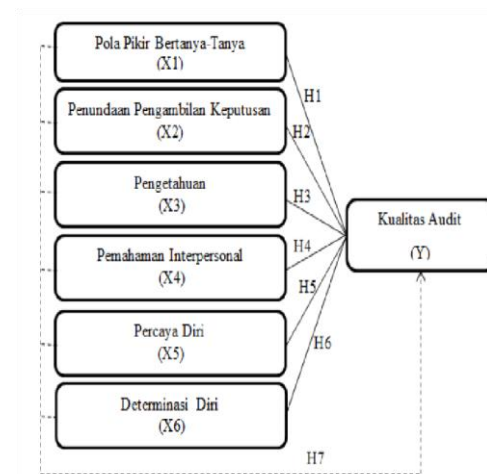 Pola Pikir Bertanya-Tanya
(X1)
H1
Penundaan Pengambilan Keputusan
(X2)
H2
Pengetahuan
(X3)
H3
Kualitas Audit
(Y)
Pemahaman Interpersonal
(X4)
H4
H5
Percaya Diri
(X5)
H6
Determinasi Diri
(X6)
H7